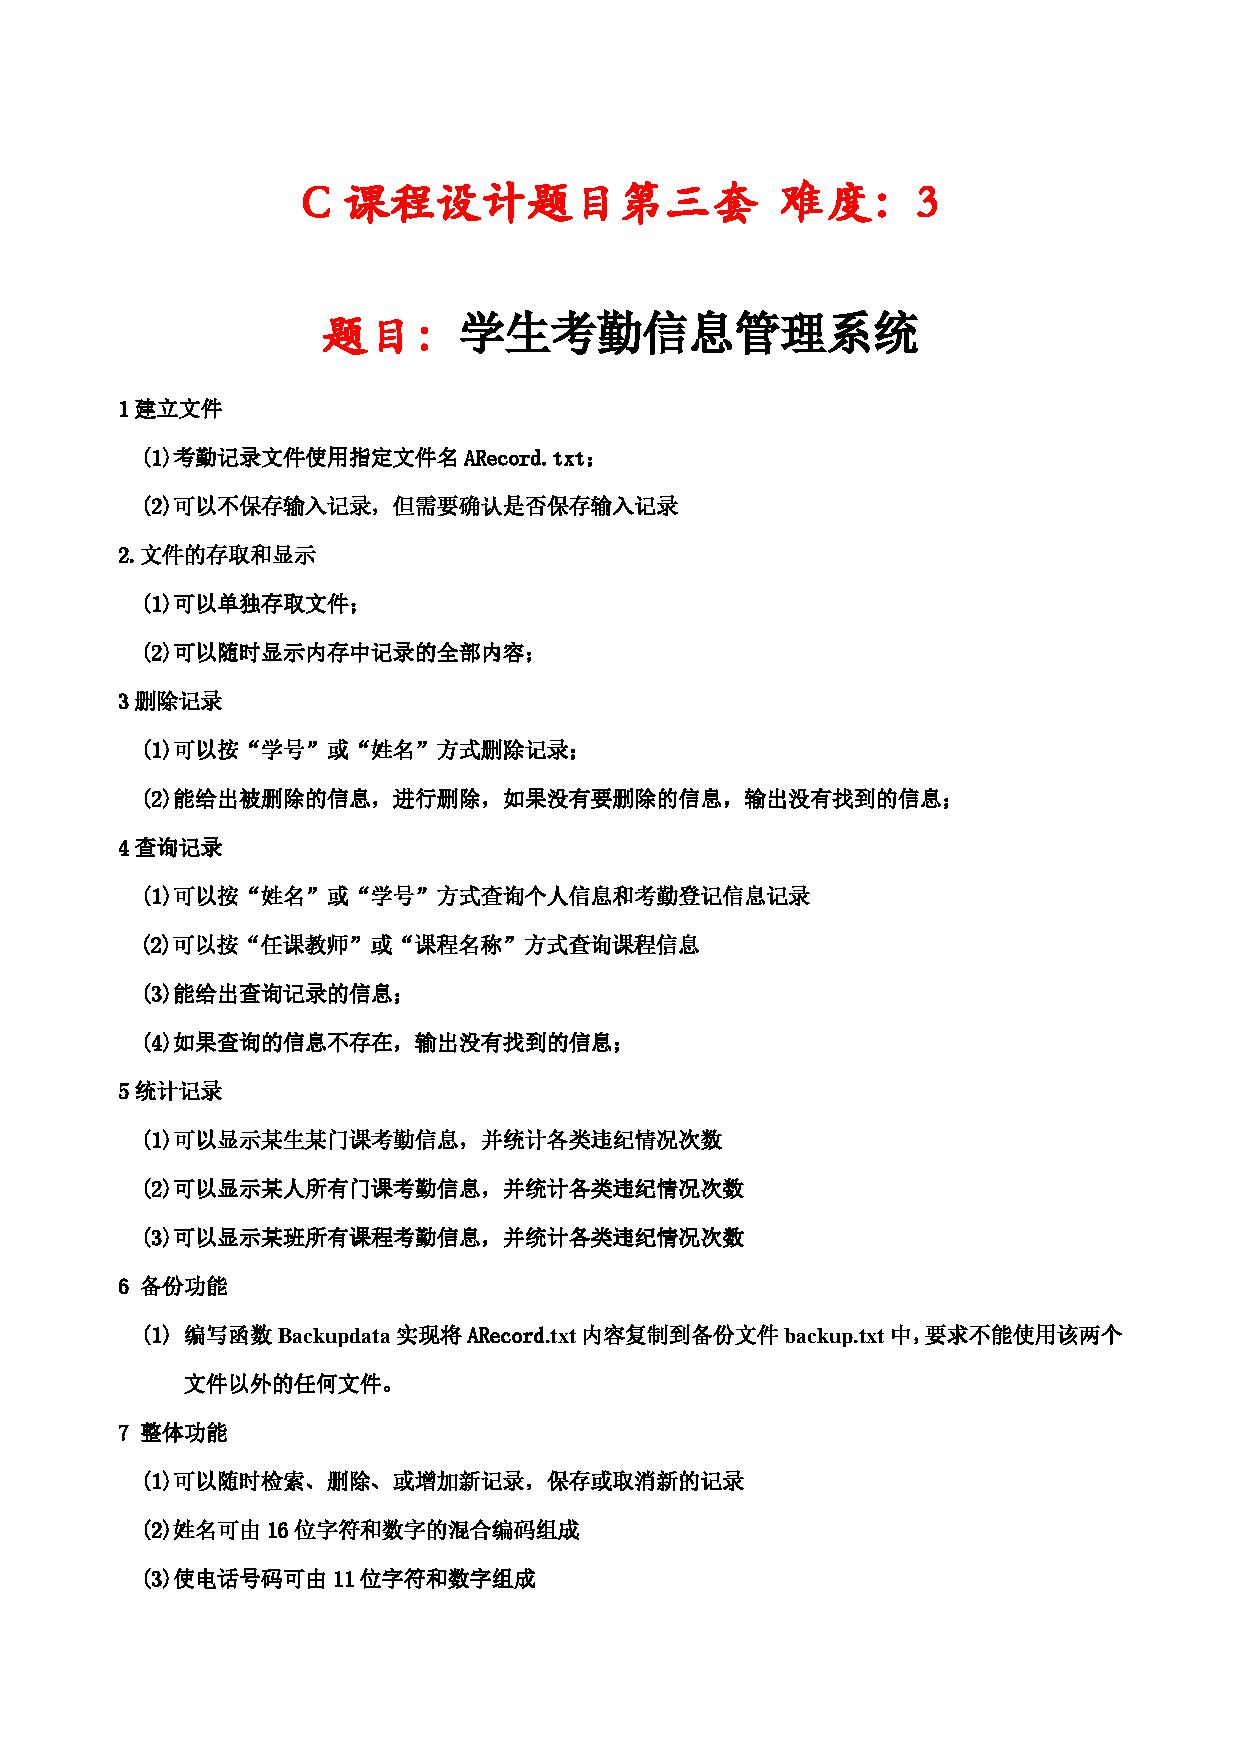 C 课程设计题目第三套 难度：3
题目：学生考勤信息管理系统
1 建立文件
(1)考勤记录文件使用指定文件名 ARecord.txt；
(2)可以不保存输入记录，但需要确认是否保存输入记录
2.文件的存取和显示
(1)可以单独存取文件；
(2)可以随时显示内存中记录的全部内容；
3 删除记录
(1)可以按“学号”或“姓名”方式删除记录；
(2)能给出被删除的信息，进行删除，如果没有要删除的信息，输出没有找到的信息；
4 查询记录
(1)可以按“姓名”或“学号”方式查询个人信息和考勤登记信息记录
(2)可以按“任课教师”或“课程名称”方式查询课程信息
(3)能给出查询记录的信息；
(4)如果查询的信息不存在，输出没有找到的信息；
5 统计记录
(1)可以显示某生某门课考勤信息，并统计各类违纪情况次数
(2)可以显示某人所有门课考勤信息，并统计各类违纪情况次数
(3)可以显示某班所有课程考勤信息，并统计各类违纪情况次数
6 备份功能
(1) 编写函数 Backupdata 实现将 ARecord.txt 内容复制到备份文件 backup.txt 中，要求不能使用该两个
文件以外的任何文件。
7 整体功能
(1)可以随时检索、删除、或增加新记录，保存或取消新的记录
(2)姓名可由 16 位字符和数字的混合编码组成
(3)使电话号码可由 11 位字符和数字组成